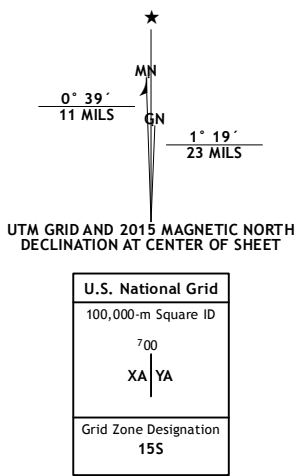 ★
MN
0° 39´
11 MILS
GN
1° 19´
23 MILS
UTM GRID AND 2015 MAGNETIC NORTH
DECLINATION AT CENTER OF SHEET
U.S. National Grid
100,000-m Square ID
⁷00
XA YA
Grid Zone Designation
15S